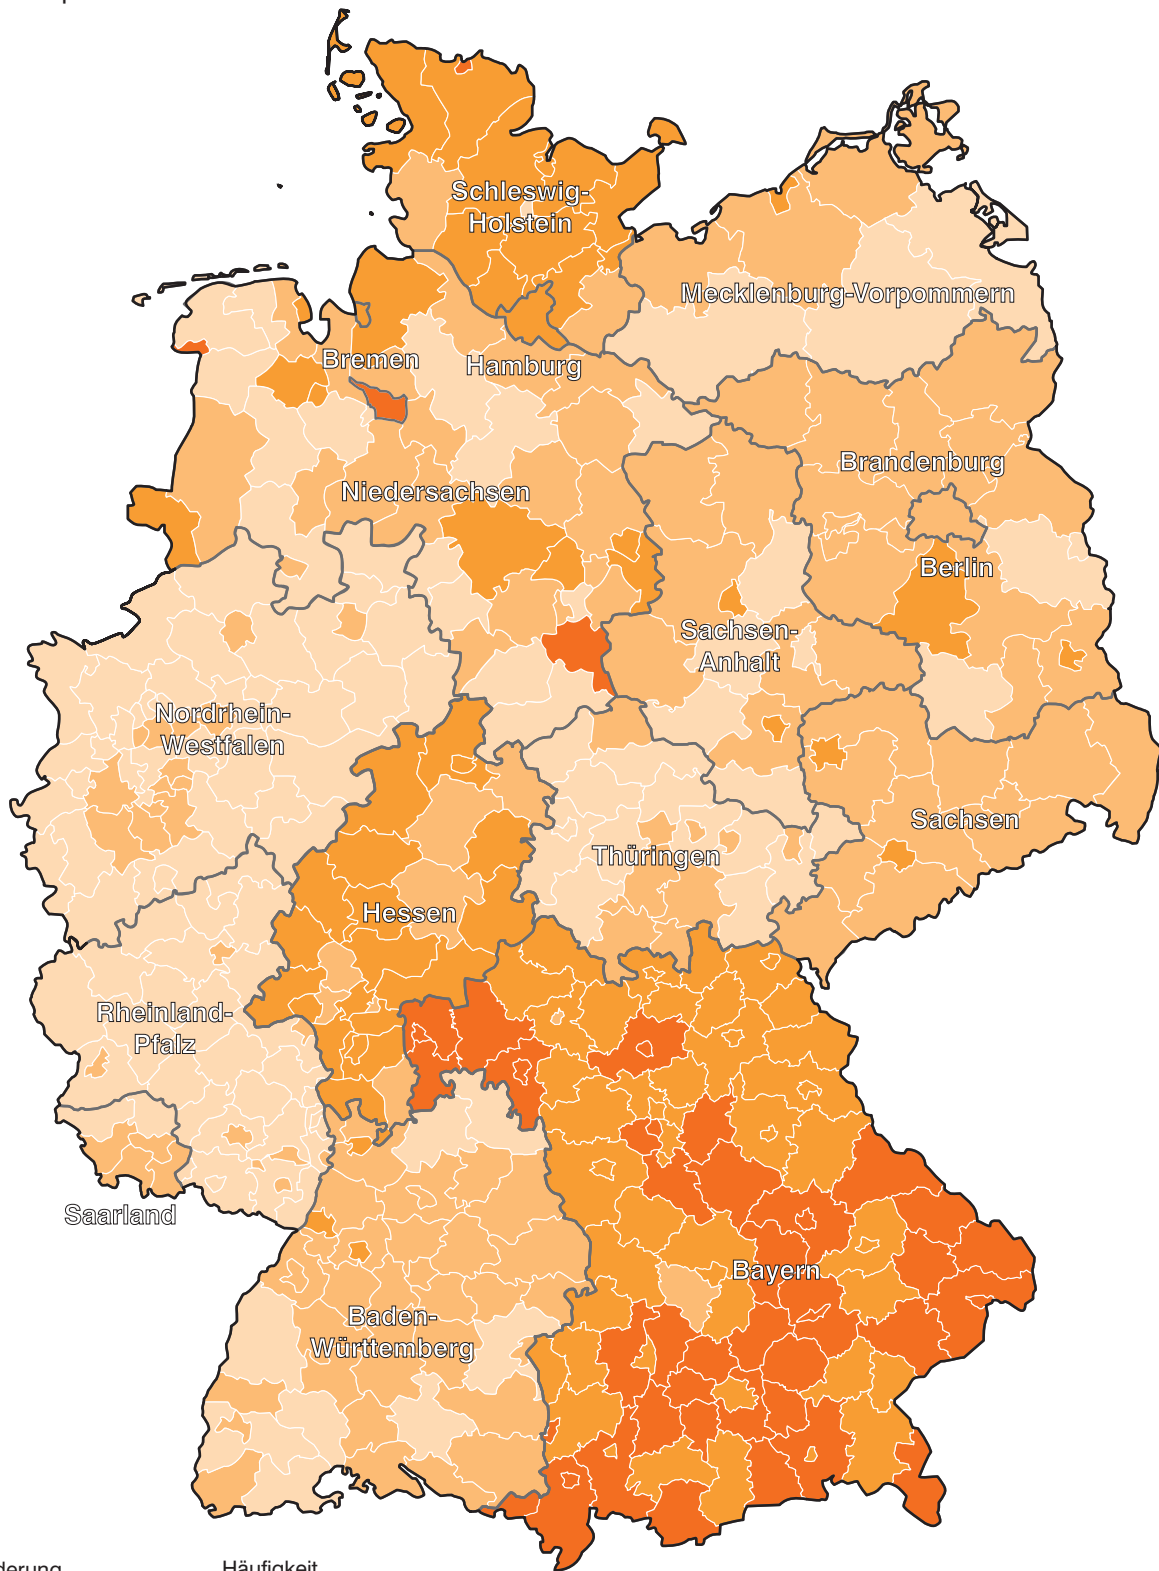 Schleswig-
Holstein
Mecklenburg-Vorpommern
Bremen
Hamburg
Brandenburg
Niedersachsen
Berlin
Sachsen-
Anhalt
Nordrhein-
Westfalen
Sachsen
Thüringen
Hessen
Rheinland-
Pfalz
Saarland
Bayern
Baden-
Württemberg
Häufigkeit